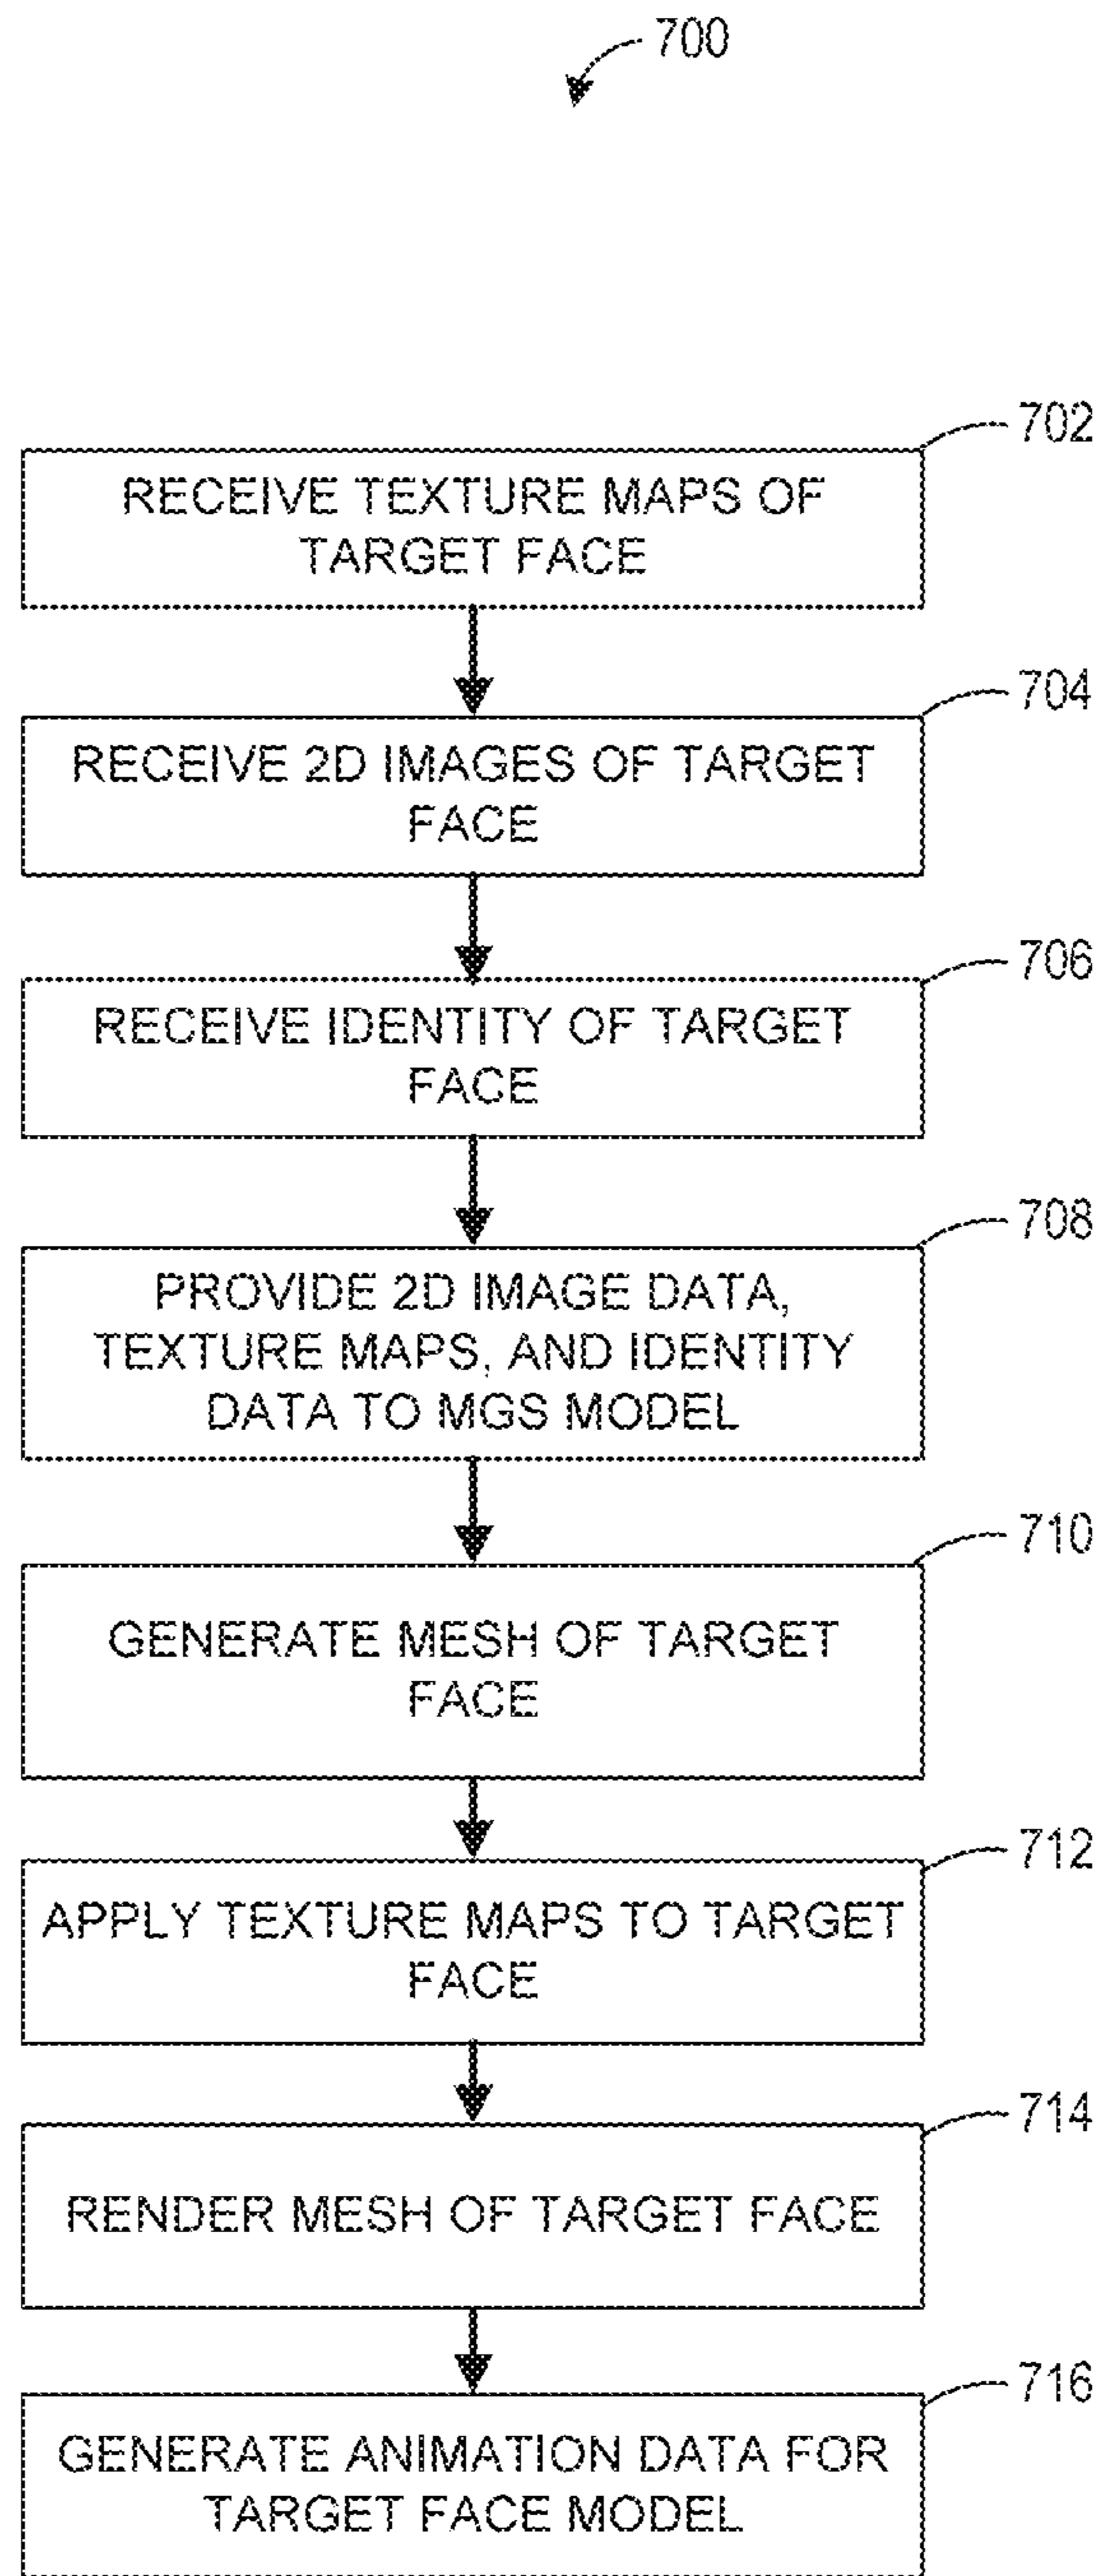 700
702
RECEIVE TEXTURE MAPS OF
TARGET FACE
704
RECEIVE 2D IMAGES OF TARGET
FACE
706
RECEIVE IDENTITY OF TARGET
FACE
708
PROVIDE 2D IMAGE DATA,
TEXTURE MAPS, AND IDENTITY
DATA TO MGS MODEL
710
GENERATE MESH OF TARGET
FACE
712
APPLY TEXTURE MAPS TO TARGET
FACE
714
RENDER MESH OF TARGET FACE
716
GENERATE ANIMATION DATA FOR
TARGET FACE MODEL